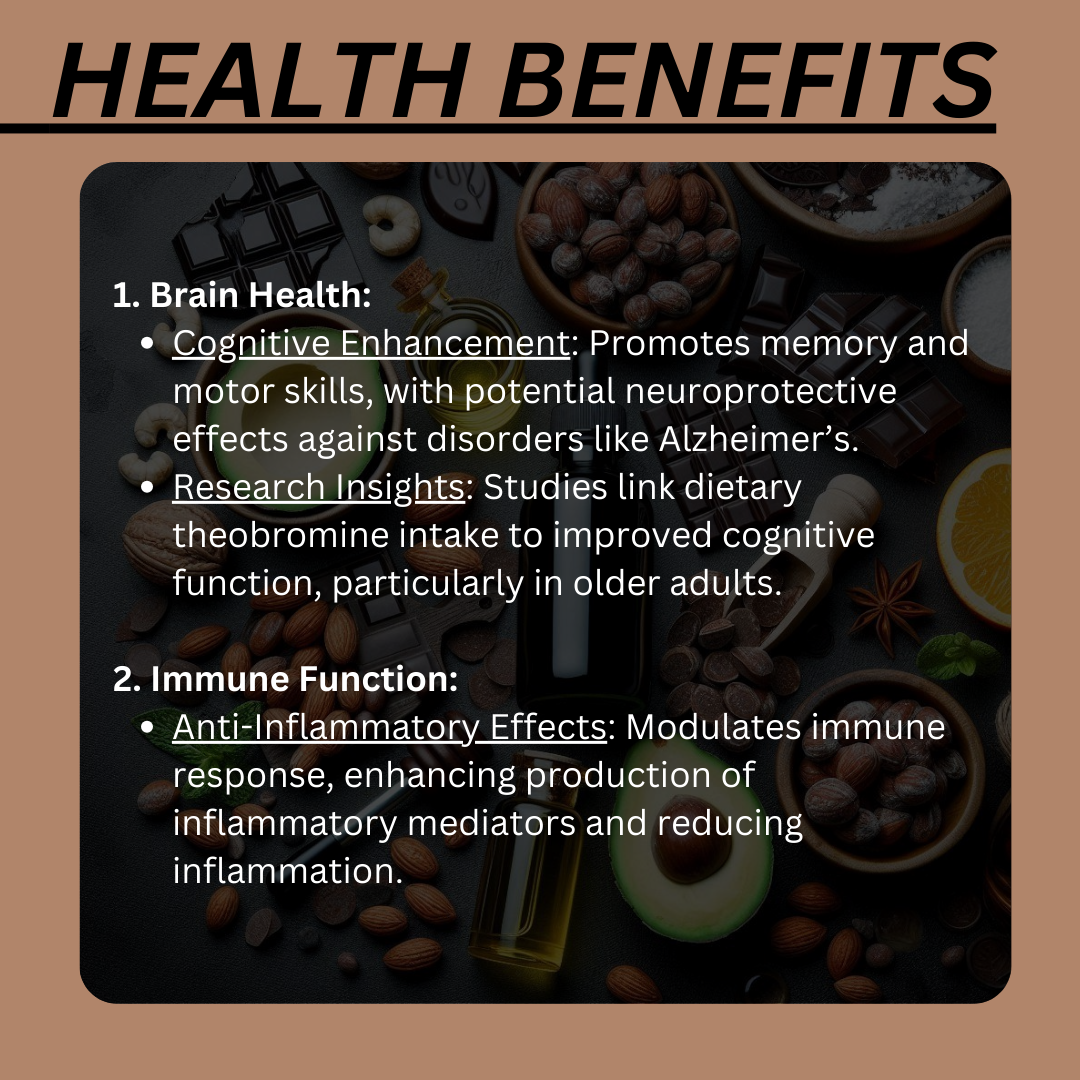 HEALTH BENEFITS
1. Brain Health:
• Cognitive Enhancement: Promotes memory and
motor skills, with potential neuroprotective
effects against disorders like Alzheimer’s.
• Research Insights: Studies link dietary
theobromine intake to improved cognitive
function, particularly in older adults.
2. Immune Function:
• Anti-Inflammatory Effects: Modulates immune
response, enhancing production of
inflammatory mediators and reducing
inflammation.